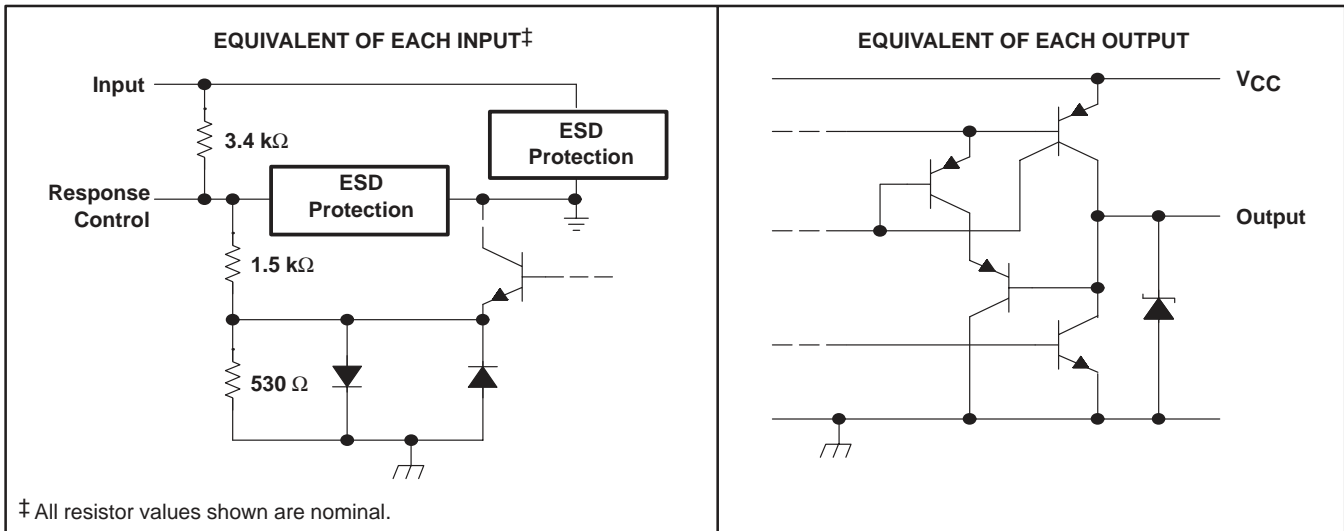 EQUIVALENT OF EACH INPUT‡
Input
3.4 kΩ
ESD
Protection
Response
Control
ESD
Protection
1.5 kΩ
530 Ω
‡ All resistor values shown are nominal.
EQUIVALENT OF EACH OUTPUT
VCC
Output